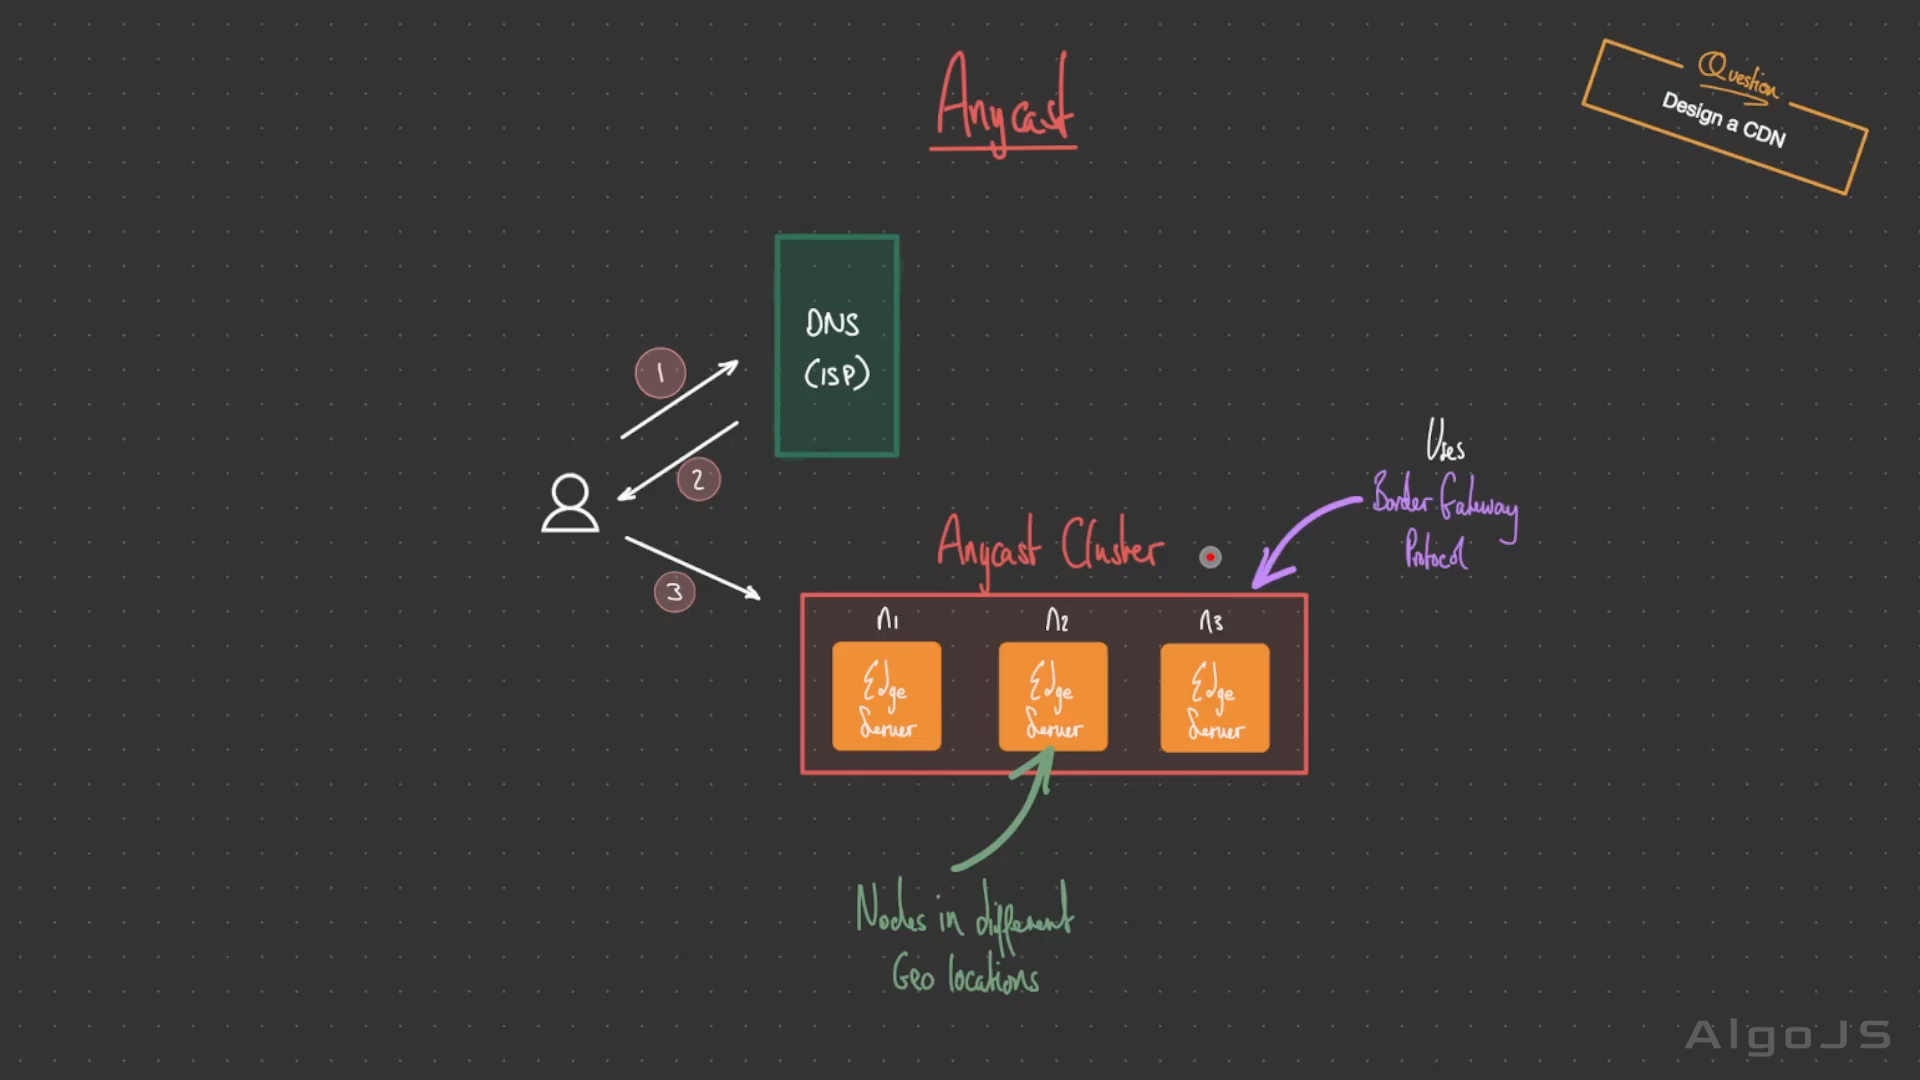 Anycast
Question
Design a CDN
DNS
(ISP)
1
2
3
Uses
Border Gateway
Protocol
Anycast Cluster
n1
n2
n3
Edge
Server
Edge
Server
Edge
Server
Nodes in different
Geo locations
AlgoJS